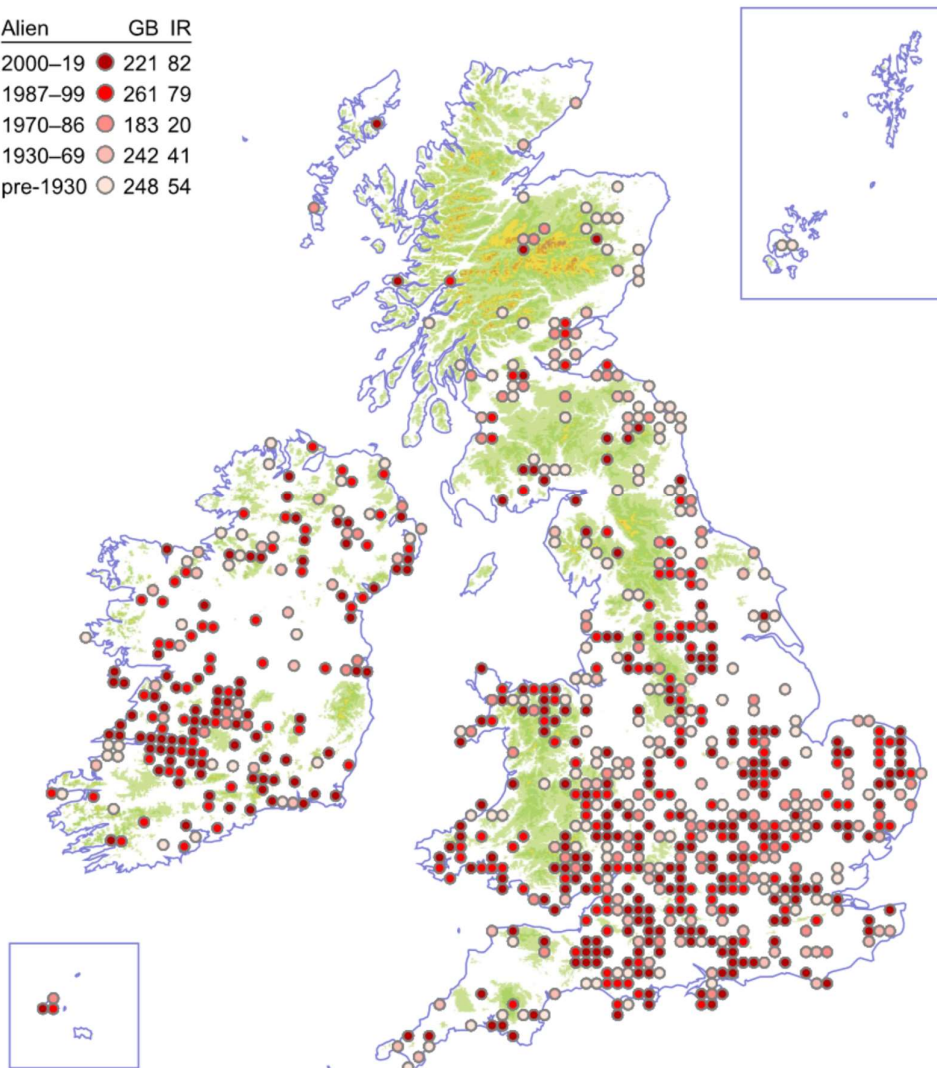 Alien GB IR
2000–19 221 82
1987–99 261 79
1970–86 183 20
1930–69 242 41
pre-1930 248 54